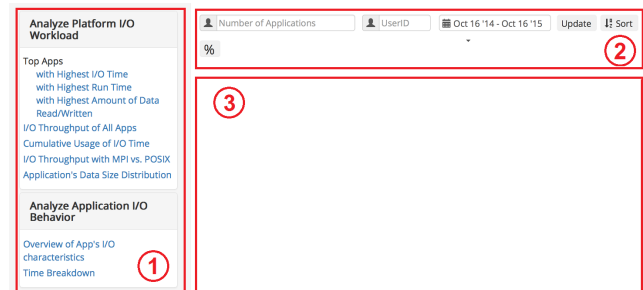 Analyze Platform I/O
Workload
Top Apps
with Highest I/O Time
with Highest Run Time
with Highest Amount of Data
Read/Written
I/O Throughput of All Apps
Cumulative Usage of I/O Time
I/O Throughput with MPI vs. POSIX
Application's Data Size Distribution
Analyze Application I/O
Behavior
Overview of App's I/O
characteristics
Time Breakdown
1
Number of Applications UserID Oct 16 '14 - Oct 16 '15 Update Sort
%
2
3